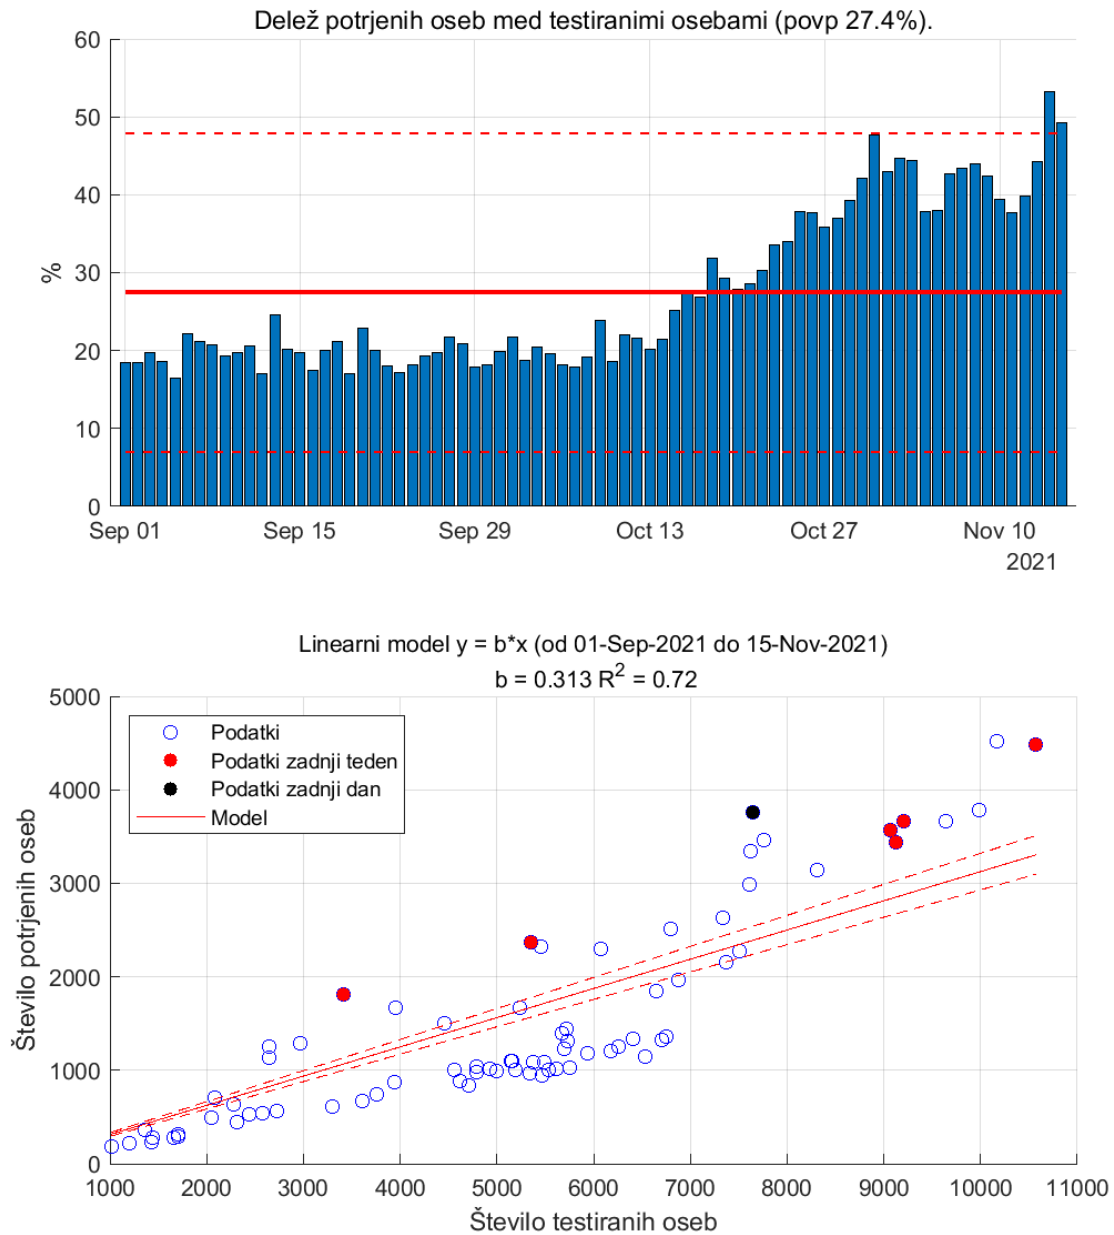 Delež potrjenih oseb med testiranimi osebami (povp 27.4%).
60
50
40
30
20
10
0
%
Sep 01 Sep 15 Sep 29 Oct 13 Oct 27 Nov 10
2021
Linearni model y = b*x (od 01-Sep-2021 do 15-Nov-2021)
b = 0.313 R² = 0.72
5000
4000
3000
2000
1000
0
Število potrjenih oseb
Podatki
Podatki zadnji teden
Podatki zadnji dan
Model
1000 2000 3000 4000 5000 6000 7000 8000 9000 10000 11000
Število testiranih oseb